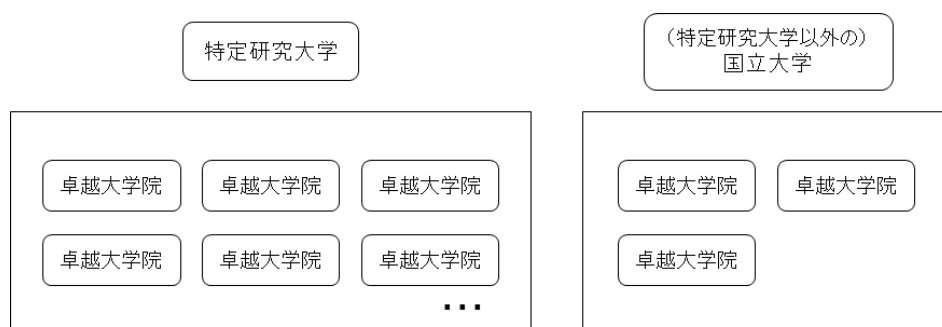 特定研究大学
（特定研究大学以外の）
国立大学
卓越大学院 卓越大学院 卓越大学院
卓越大学院 卓越大学院 卓越大学院
...
卓越大学院 卓越大学院
卓越大学院